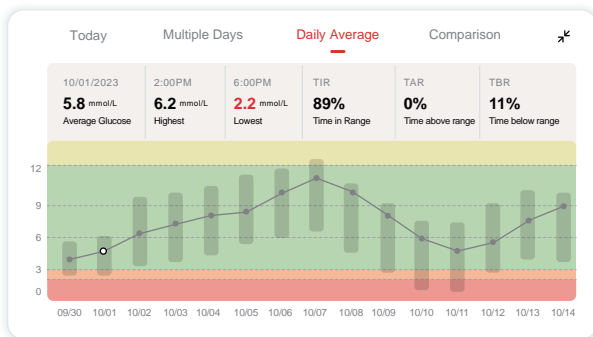 Today Multiple Days Daily Average Comparison
10/01/2023 2:00PM 6:00PM TIR TAR TBR
5.8 mmol/L 6.2 mmol/L 2.2 mmol/L 89% 0% 11%
Average Glucose Highest Lowest Time in Range Time above range Time below range
12
9
6
3
0
09/30 10/01 10/02 10/03 10/04 10/05 10/06 10/07 10/08 10/09 10/10 10/11 10/12 10/13 10/14